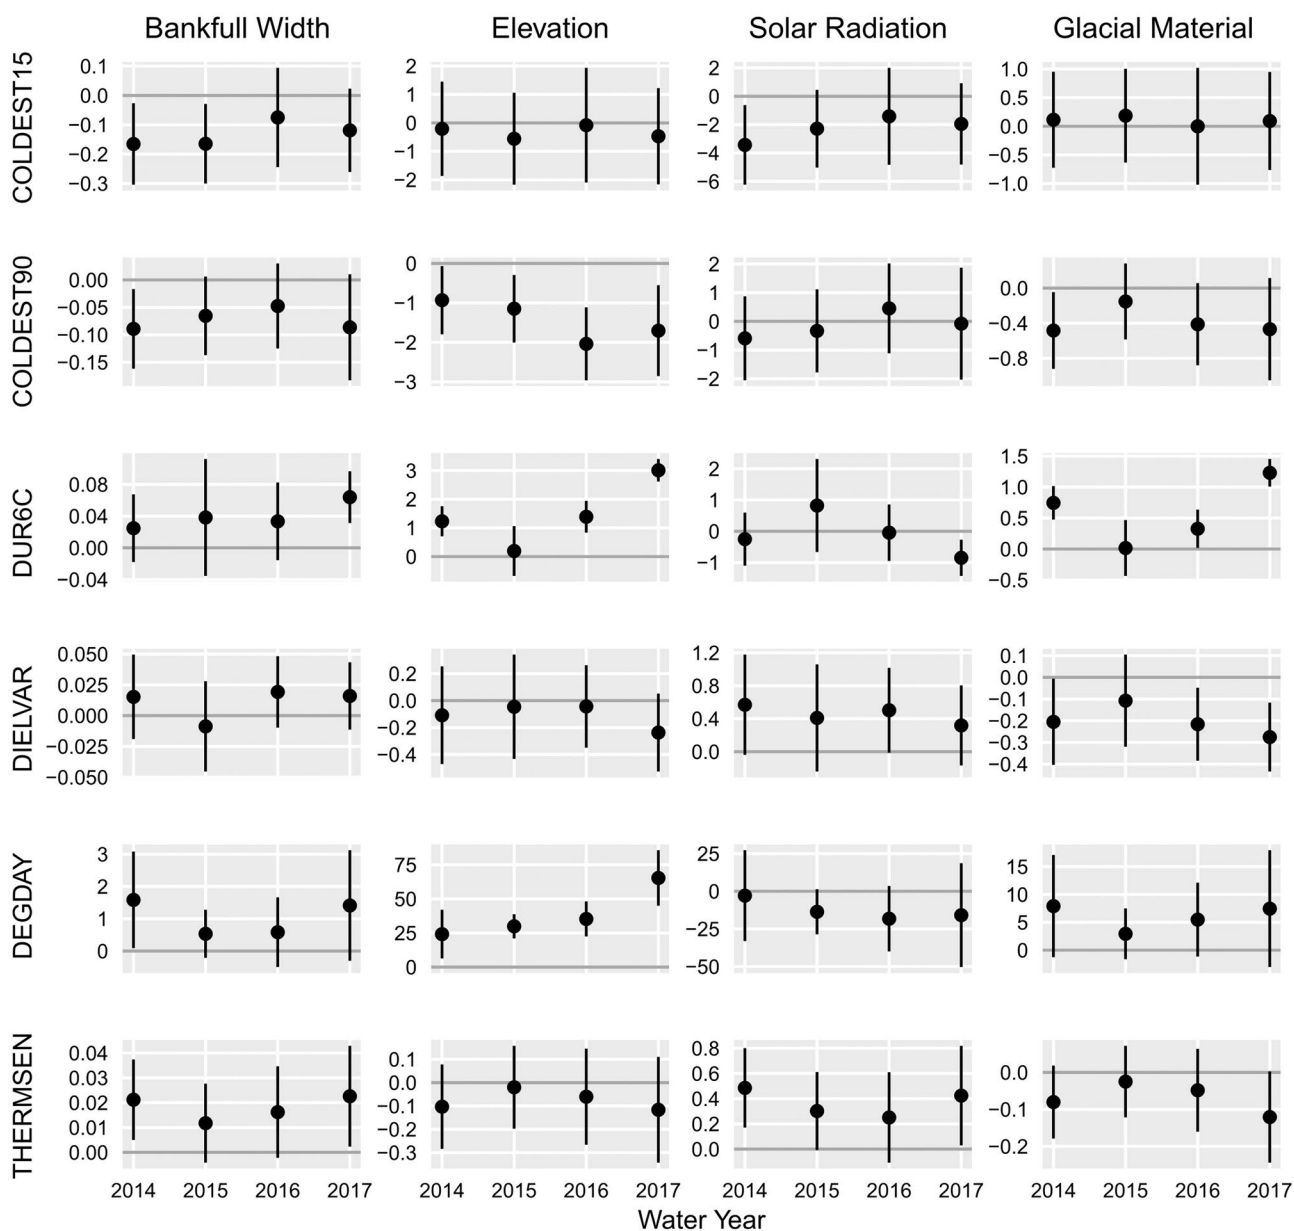 Bankfull Width Elevation Solar Radiation Glacial Material
COLDEST15
0.1 2 2 1.0
0.0 1 0 0.5
−0.1 0 −2 0.0
−0.2 −1 −4 −0.5
−0.3 −2 −6 −1.0
COLDEST90
0.00 0 2 0.0
−0.05 −1 1 −0.4
−0.10 −2 0 −0.8
−0.15 −3 −1
−2
DUR6C
0.08 3 2 1.5
0.04 2 1 1.0
0.00 1 0 0.5
−0.04 0 −1 0.0
−0.5
DIELVAR
0.050 0.2 1.2 0.1
0.025 0.0 0.8 0.0
0.000 −0.2 0.4 −0.1
−0.025 −0.4 0.0 −0.2
−0.050 −0.3
−0.4
DEGDAY
3 75 25 15
2 50 0 10
1 25 −25 5
0 0 −50 0
THERMSEN
0.04 0.1 0.8 0.0
0.03 0.0 0.6 −0.1
0.02 −0.1 0.4 −0.2
0.01 −0.2 0.2
0.00 −0.3 0.0
2014 2015 2016 2017 2014 2015 2016 2017 2014 2015 2016 2017 2014 2015 2016 2017
Water Year